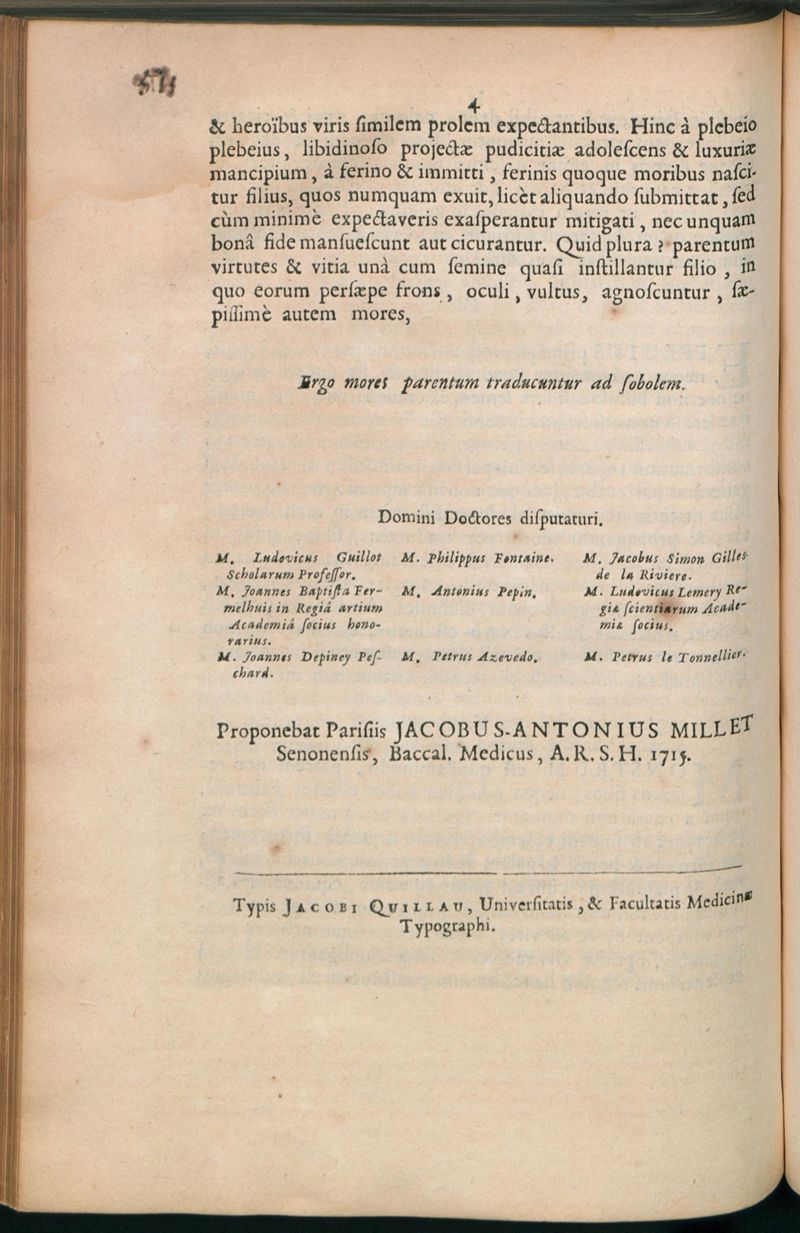 4
& heroïbus viris ſimilem prolem expectantibus. Hinc à plebeio
plebeius, libidinoſo projectæ pudicitiæ adoleſcens & luxuriæ
mancipium, à ferino & immitti, ferinis quoque moribus naſci-
tur filius, quos numquam exuit, licèt aliquando ſubmittat, ſed
cùm minimè expectaveris exaſperantur mitigati, nec unquam
bonâ fide manſueſcunt aut cicurantur. Quid plura? parentum
virtutes & vitia unà cum ſemine quaſi inſtillantur filio, in
quo eorum perſæpe frons, oculi, vultus, agnoſcuntur, ſæ-
piſſimè autem mores,
Ergo mores parentum traducuntur ad ſobolem.
Domini Doctores diſputaturi.
M. Ludovicus Guillot
Scholarum Profeſſor.
M. Philippus Fontaine.
M. Jacobus Simon Gilles
de la Riviere.
M. Joannes Baptiſta Fer-
melhuis in Regiâ artium
Academiâ ſocius hono-
rarius.
M. Antonius Pepin.
M. Ludovicus Lemery Re-
giæ ſcientiarum Acade-
miæ ſocius.
M. Joannes Depiney Peſ-
chard.
M. Petrus Azevedo.
M. Petrus le Tonnellier.
Proponebat Pariſiis JACOBUS-ANTONIUS MILLET
Senonenſis, Baccal. Medicus, A. R. S. H. 1715.
Typis JACOBI QUILLAU, Univerſitatis, & Facultatis Medicinæ
Typographi.